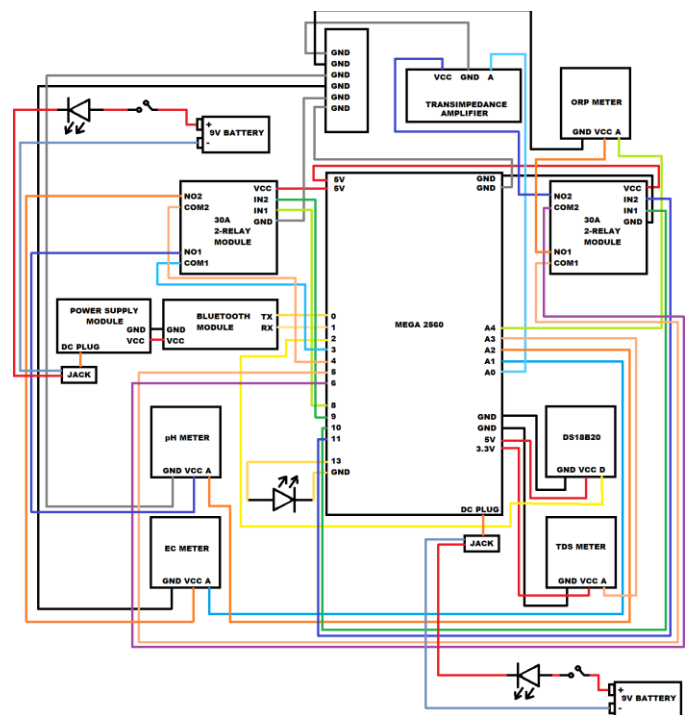 GND
GND
GND
GND
GND
GND
VCC GND A
TRANSIMPEDANCE
AMPLIFIER
ORP METER
GND VCC A
+
9V BATTERY
-
NO2
COM2
30A
2-RELAY
MODULE
NO1
COM1
VCC
IN2
IN1
GND
5V
5V
GND
GND
MEGA 2560
NO2
COM2
30A
2-RELAY
MODULE
NO1
COM1
VCC
IN2
IN1
GND
POWER SUPPLY
MODULE
GND
VCC
DC PLUG
JACK
BLUETOOTH
MODULE
GND
VCC
TX
RX
0
1
2
3
4
5
6
8
9
10
11
13
GND
A4
A3
A2
A1
A0
GND
GND
5V
3.3V
DC PLUG
JACK
pH METER
GND VCC A
EC METER
GND VCC A
DS18B20
GND VCC D
TDS METER
GND VCC A
+
9V BATTERY
-